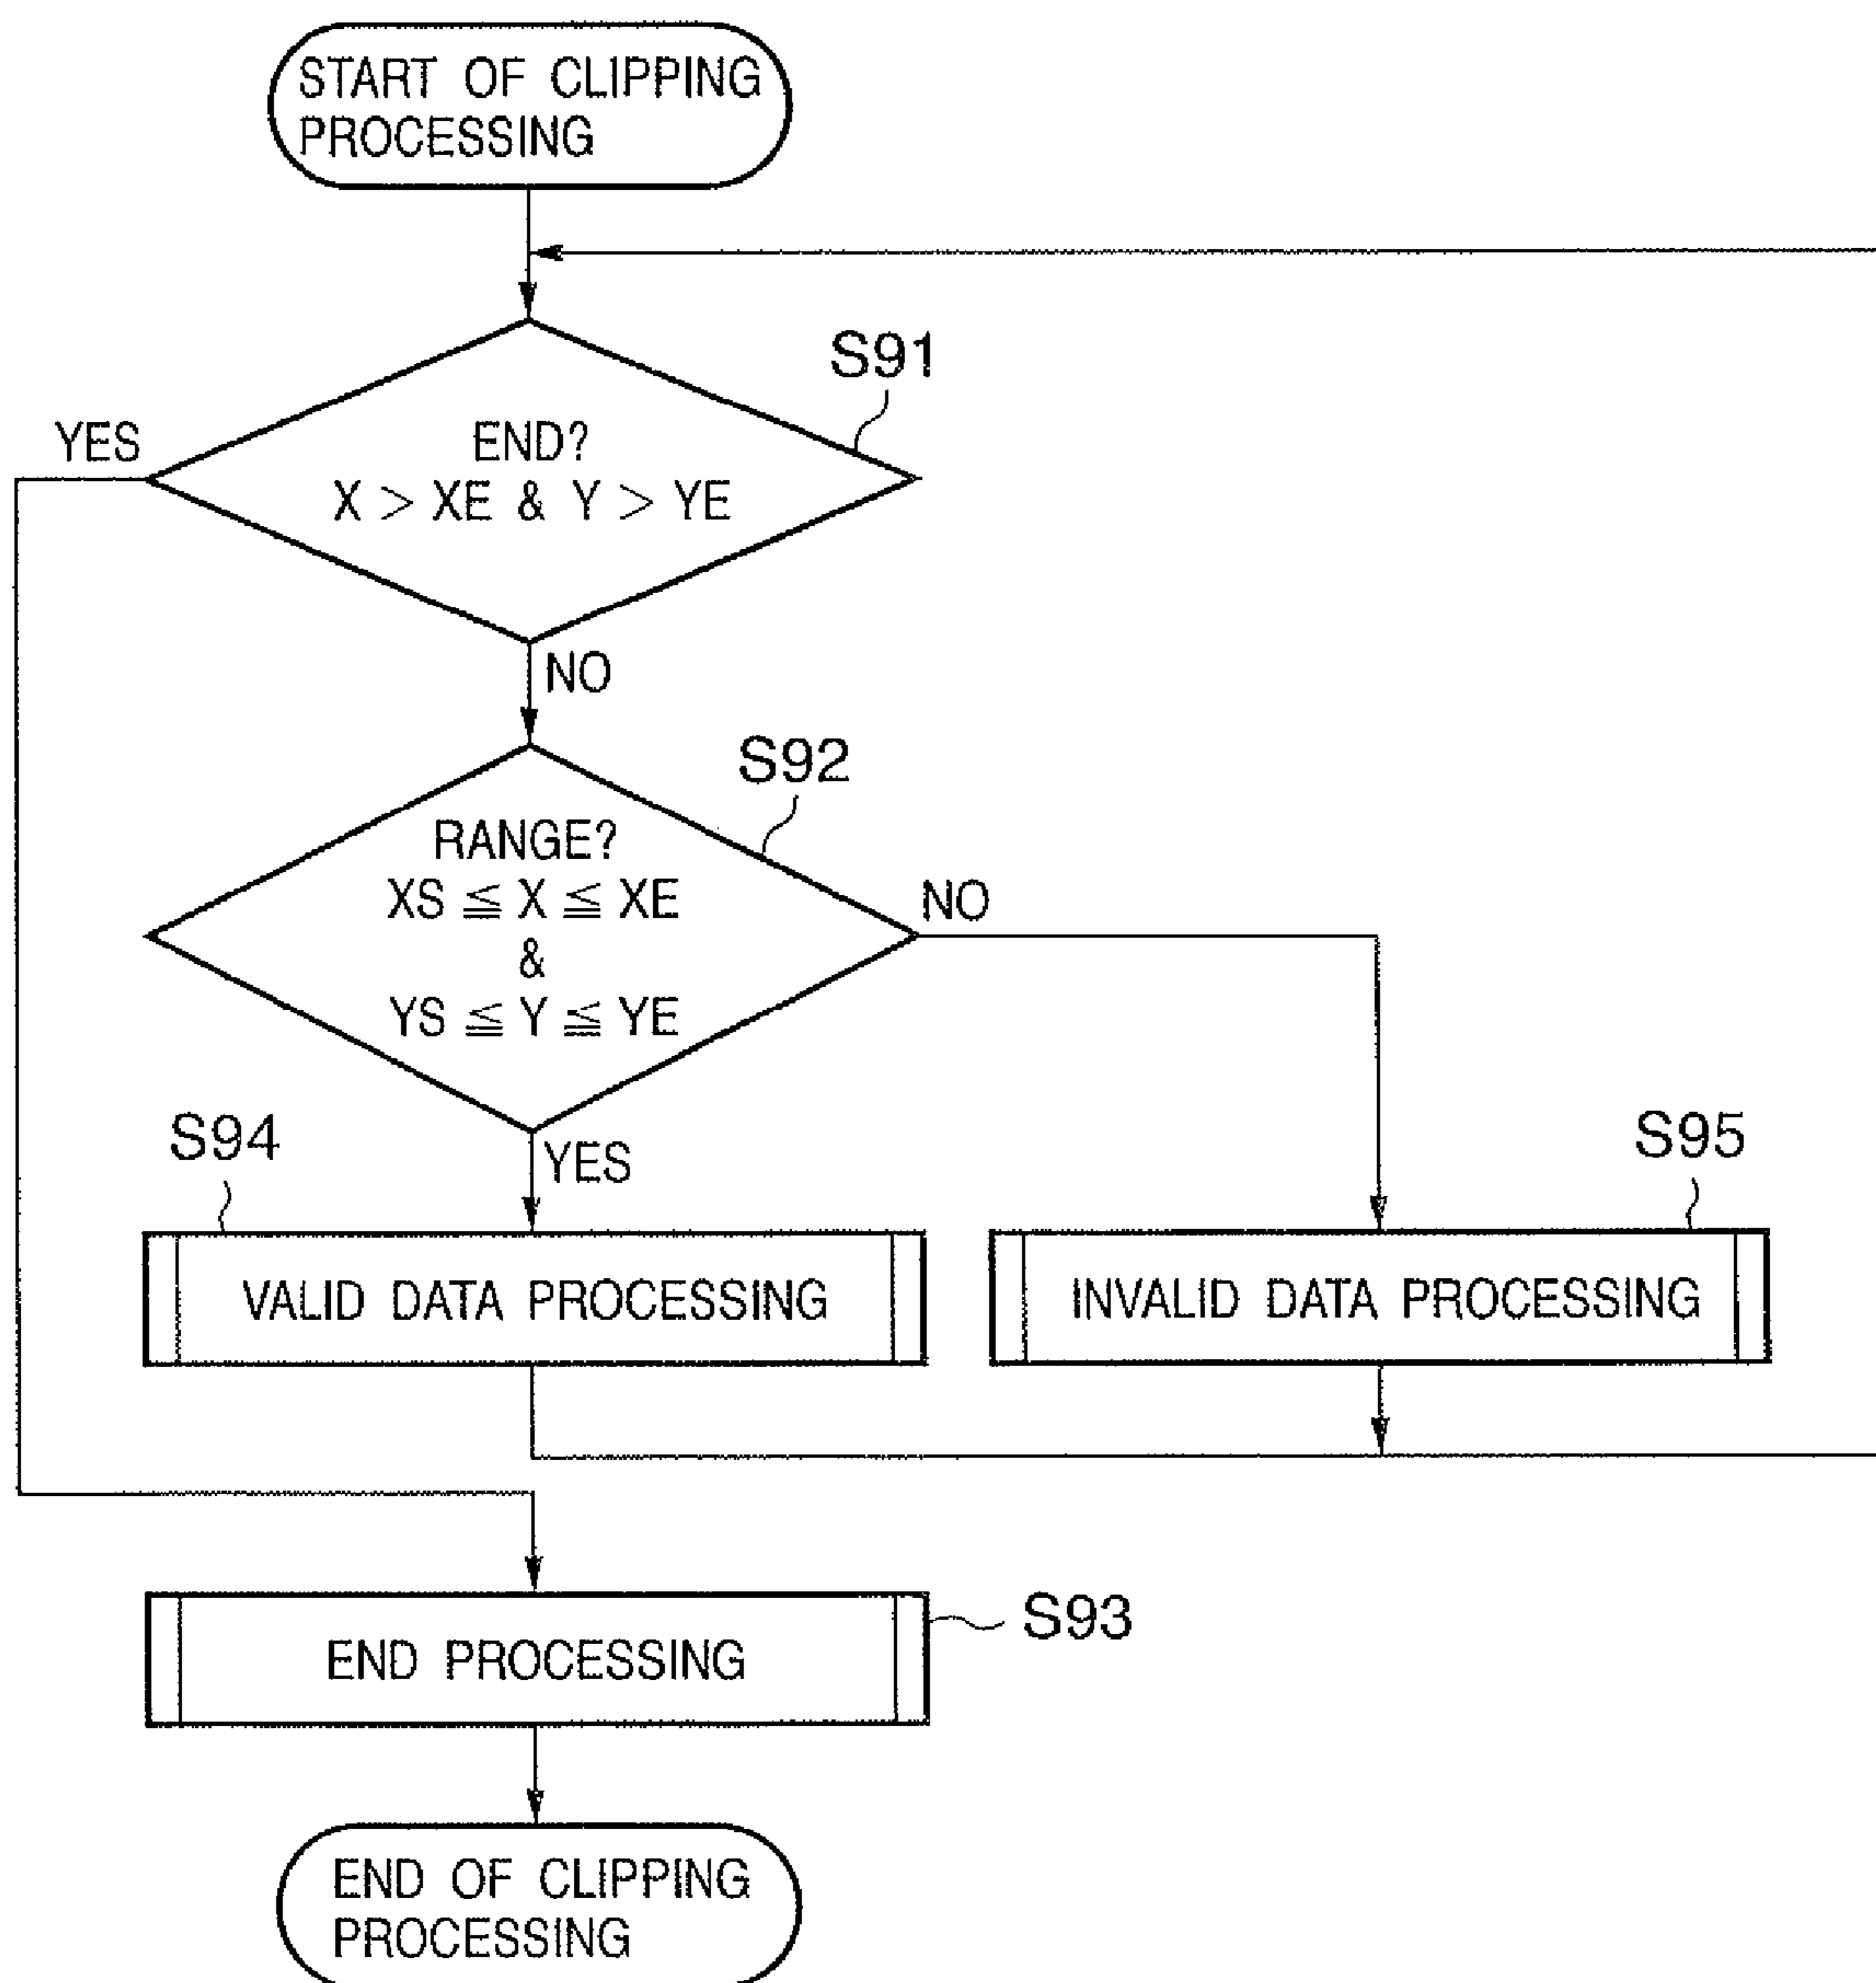 START OF CLIPPING
PROCESSING
S91
YES
END?
X > XE & Y > YE
NO
S92
RANGE?
XS ≦ X ≦ XE
&
YS ≦ Y ≦ YE
NO
YES
S94
S95
VALID DATA PROCESSING
INVALID DATA PROCESSING
END PROCESSING
S93
END OF CLIPPING
PROCESSING